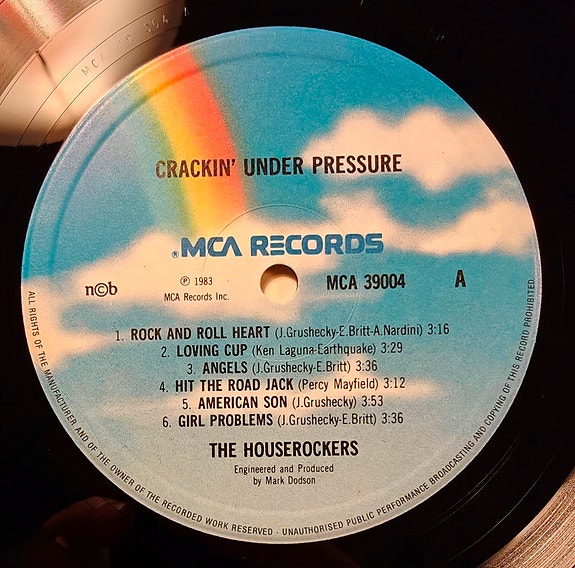 MCA 39 004 A
CRACKIN' UNDER PRESSURE
® MCA RECORDS
n©b
℗ 1983
MCA Records Inc.
MCA 39004
A
1. ROCK AND ROLL HEART (J.Grushecky-E.Britt-A.Nardini) 3:16
2. LOVING CUP (Ken Laguna-Earthquake) 3:29
3. ANGELS (J.Grushecky-E.Britt) 3:36
4. HIT THE ROAD JACK (Percy Mayfield) 3:12
5. AMERICAN SON (J.Grushecky) 3:53
6. GIRL PROBLEMS (J.Grushecky-E.Britt) 3:36
THE HOUSEROCKERS
Engineered and Produced
by Mark Dodson
ALL RIGHTS OF THE MANUFACTURER AND OF THE OWNER OF THE RECORDED WORK RESERVED · UNAUTHORISED PUBLIC PERFORMANCE BROADCASTING AND COPYING OF THIS RECORD PROHIBITED